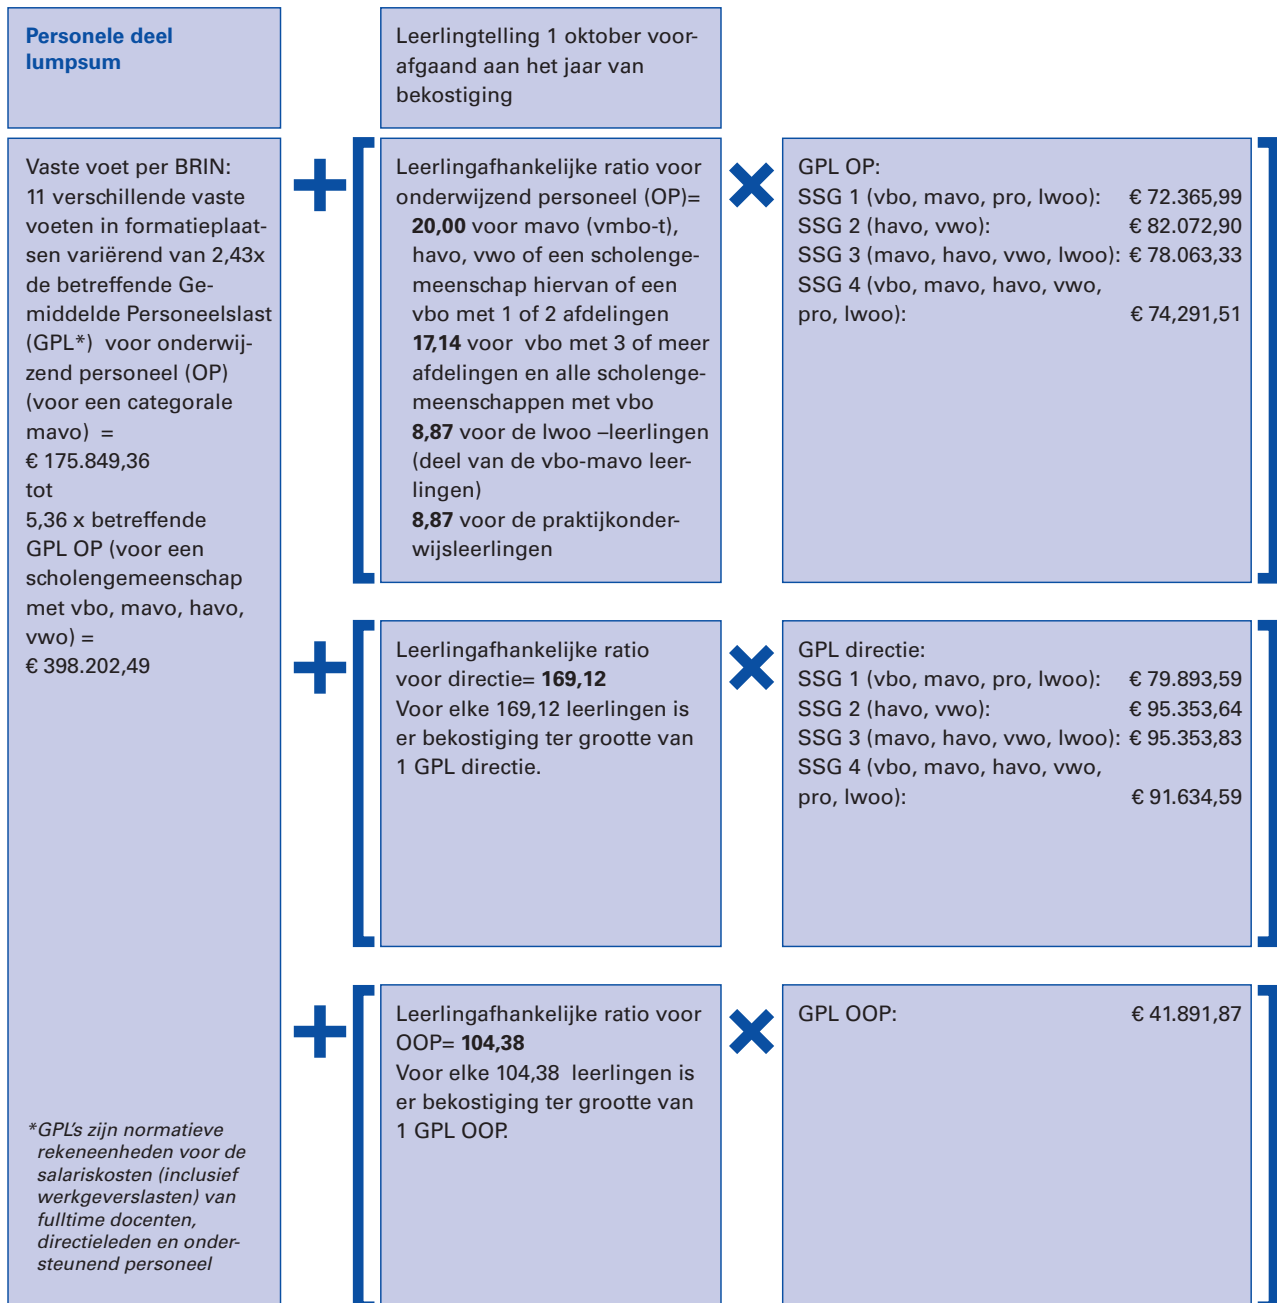 Personele deel
lumpsum
Leerlingtelling 1 oktober voor-
afgaand aan het jaar van
bekostiging
Vaste voet per BRIN:
11 verschillende vaste
voeten in formatieplaat-
sen variërend van 2,43x
de betreffende Ge-
middelde Personeelslast
(GPL*) voor onderwij-
zend personeel (OP)
(voor een categorale
mavo) =
€ 175.849,36
tot
5,36 x betreffende
GPL OP (voor een
scholengemeenschap
met vbo, mavo, havo,
vwo) =
€ 398.202,49
*GPL's zijn normatieve
rekeneenheden voor de
salariskosten (inclusief
werkgeverslasten) van
fulltime docenten,
directieleden en onder-
steunend personeel
+
Leerlingafhankelijke ratio voor
onderwijzend personeel (OP)=
20,00 voor mavo (vmbo-t),
havo, vwo of een scholenge-
meenschap hiervan of een
vbo met 1 of 2 afdelingen
17,14 voor vbo met 3 of meer
afdelingen en alle scholenge-
meenschappen met vbo
8,87 voor de lwoo –leerlingen
(deel van de vbo-mavo leer-
lingen)
8,87 voor de praktijkonder-
wijsleerlingen
×
GPL OP:
SSG 1 (vbo, mavo, pro, lwoo): € 72.365,99
SSG 2 (havo, vwo): € 82.072,90
SSG 3 (mavo, havo, vwo, lwoo): € 78.063,33
SSG 4 (vbo, mavo, havo, vwo,
pro, lwoo): € 74,291,51
+
Leerlingafhankelijke ratio
voor directie= 169,12
Voor elke 169,12 leerlingen is
er bekostiging ter grootte van
1 GPL directie.
×
GPL directie:
SSG 1 (vbo, mavo, pro, lwoo): € 79.893,59
SSG 2 (havo, vwo): € 95.353,64
SSG 3 (mavo, havo, vwo, lwoo): € 95.353,83
SSG 4 (vbo, mavo, havo, vwo,
pro, lwoo): € 91.634,59
+
Leerlingafhankelijke ratio voor
OOP= 104,38
Voor elke 104,38 leerlingen is
er bekostiging ter grootte van
1 GPL OOP.
×
GPL OOP: € 41.891,87